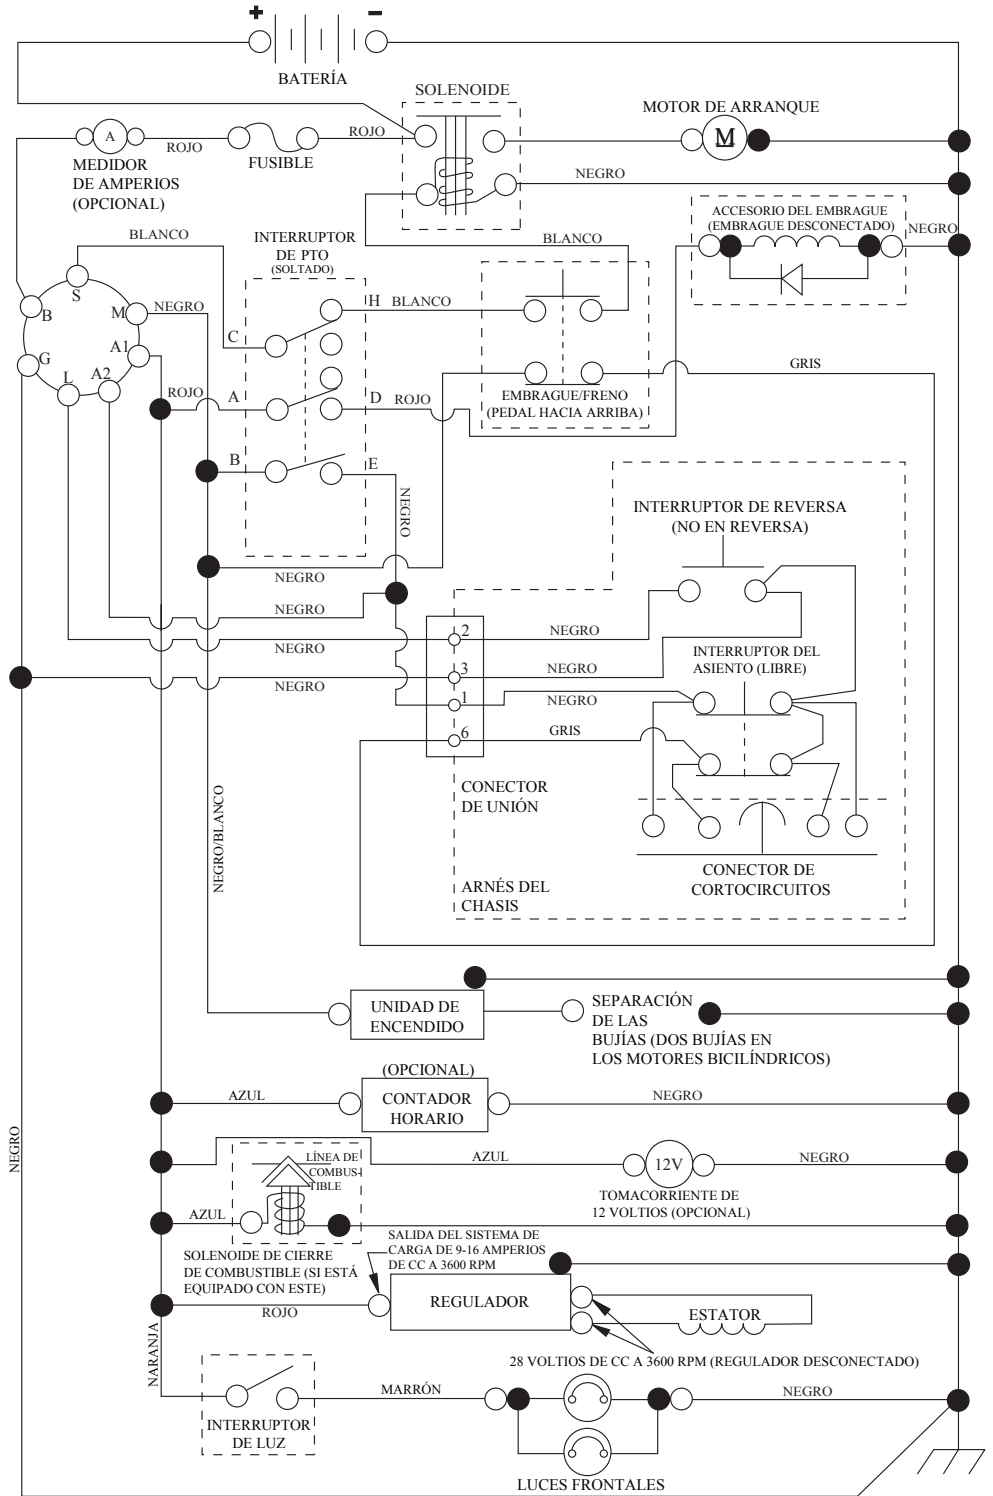 + -
BATERÍA
SOLENOIDE
MOTOR DE ARRANQUE
A
ROJO
FUSIBLE
ROJO
M
MEDIDOR
DE AMPERIOS
(OPCIONAL)
NEGRO
ACCESORIO DEL EMBRAGUE
(EMBRAGUE DESCONECTADO)
NEGRO
BLANCO
INTERRUPTOR
DE PTO
(SOLTADO)
BLANCO
S
B
M
NEGRO
G
A1
L
A2
C
H
BLANCO
ROJO
A
D
ROJO
B
E
NEGRO
EMBRAGUE/FRENO
(PEDAL HACIA ARRIBA)
GRIS
INTERRUPTOR DE REVERSA
(NO EN REVERSA)
NEGRO
NEGRO
NEGRO
NEGRO
2
NEGRO
3
NEGRO
1
NEGRO
6
GRIS
INTERRUPTOR DEL
ASIENTO (LIBRE)
CONECTOR
DE UNIÓN
CONECTOR DE
CORTOCIRCUITOS
ARNÉS DEL
CHASIS
NEGRO/BLANCO
UNIDAD DE
ENCENDIDO
SEPARACIÓN
DE LAS
BUJÍAS (DOS BUJÍAS EN
LOS MOTORES BICILÍNDRICOS)
(OPCIONAL)
AZUL
CONTADOR
HORARIO
NEGRO
NEGRO
LÍNEA DE
COMBUS-
TIBLE
AZUL
12V
NEGRO
TOMACORRIENTE DE
12 VOLTIOS (OPCIONAL)
AZUL
SOLENOIDE DE CIERRE
DE COMBUSTIBLE (SI ESTÁ
EQUIPADO CON ESTE)
SALIDA DEL SISTEMA DE
CARGA DE 9-16 AMPERIOS
DE CC A 3600 RPM
ROJO
REGULADOR
ESTATOR
28 VOLTIOS DE CC A 3600 RPM (REGULADOR DESCONECTADO)
NARANJA
INTERRUPTOR
DE LUZ
MARRÓN
NEGRO
LUCES FRONTALES